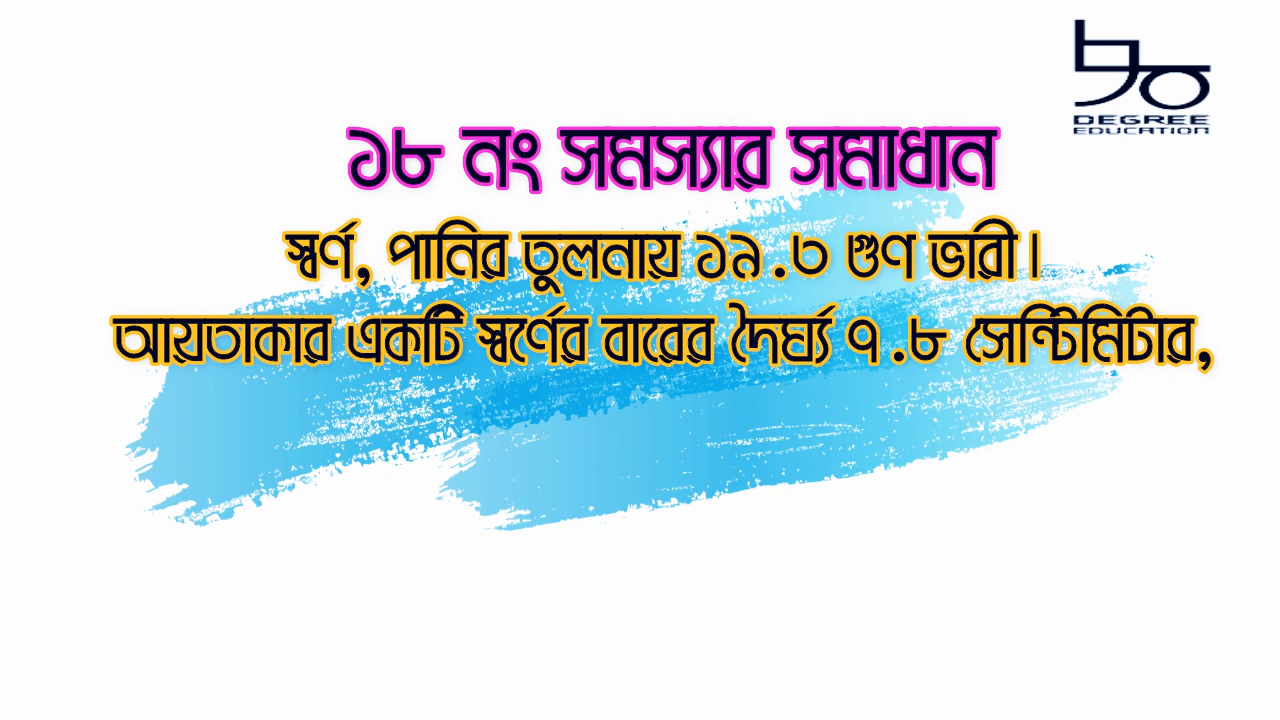 DEGREE
EDUCATION
১৮ নং সমস্যার সমাধান
স্বর্ণ, পানির তুলনায় ১৯.৩ গুণ ভারী।
আয়তাকার একটি স্বর্ণের বারের দৈর্ঘ্য ৭.৮ সেন্টিমিটার,